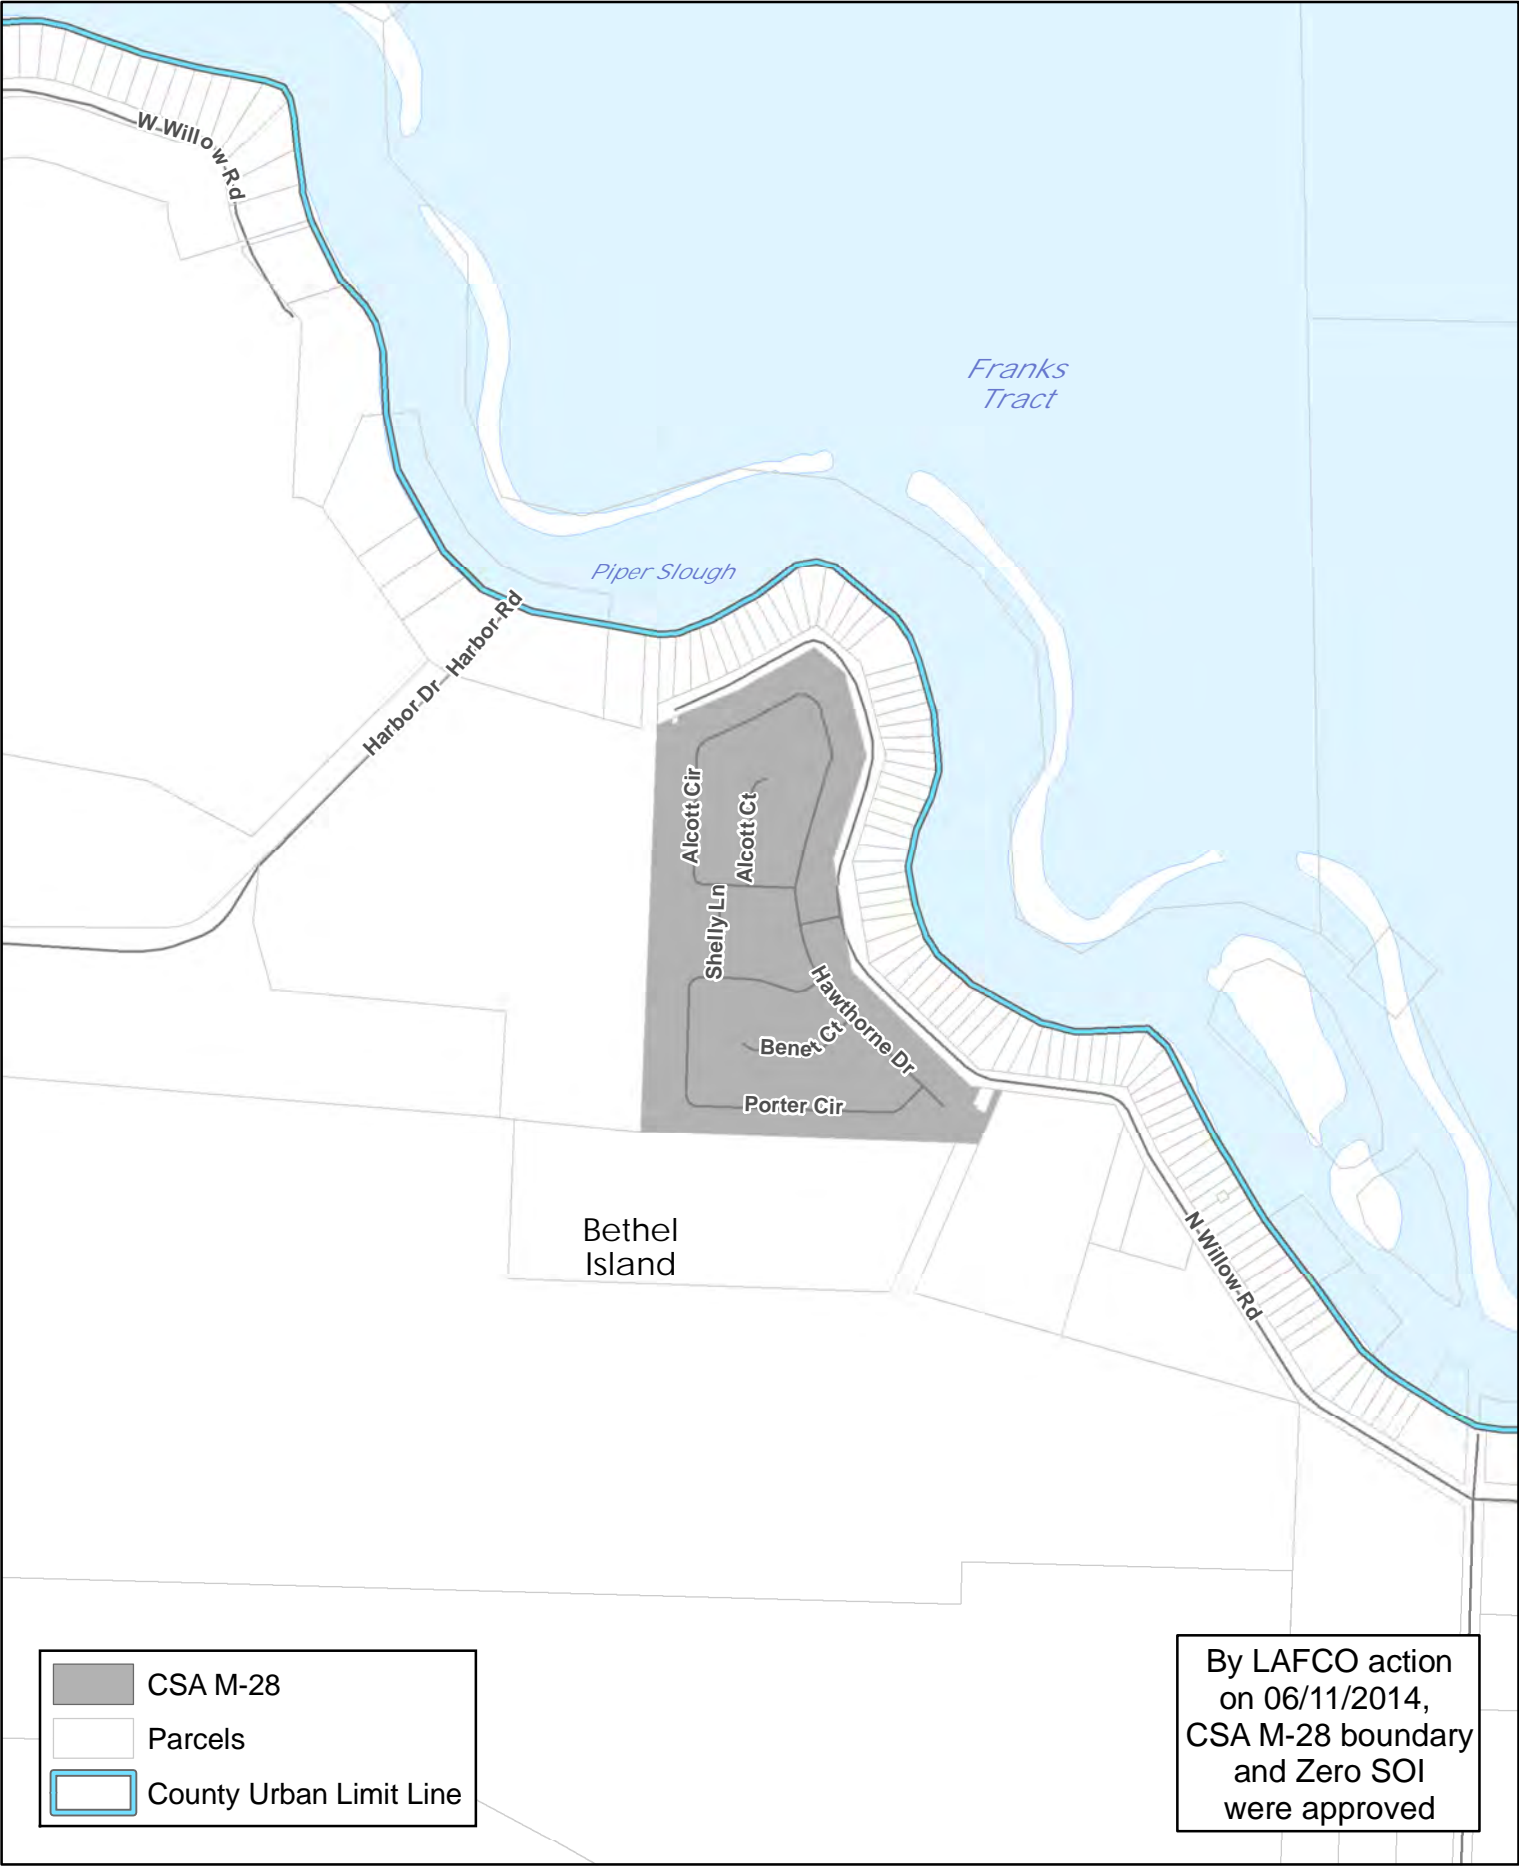 W Willow Rd
Franks
Tract
Piper Slough
Harbor Rd
Harbor Dr
Alcott Cir
Alcott Ct
Shelly Ln
Hawthorne Dr
Benet Ct
Porter Cir
Bethel
Island
N Willow Rd
CSA M-28
Parcels
County Urban Limit Line
By LAFCO action
on 06/11/2014,
CSA M-28 boundary
and Zero SOI
were approved